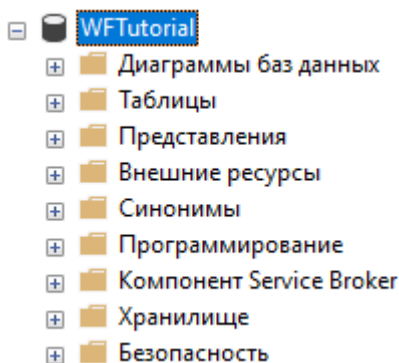 WFTutorial
Диаграммы баз данных
Таблицы
Представления
Внешние ресурсы
Синонимы
Программирование
Компонент Service Broker
Хранилище
Безопасность